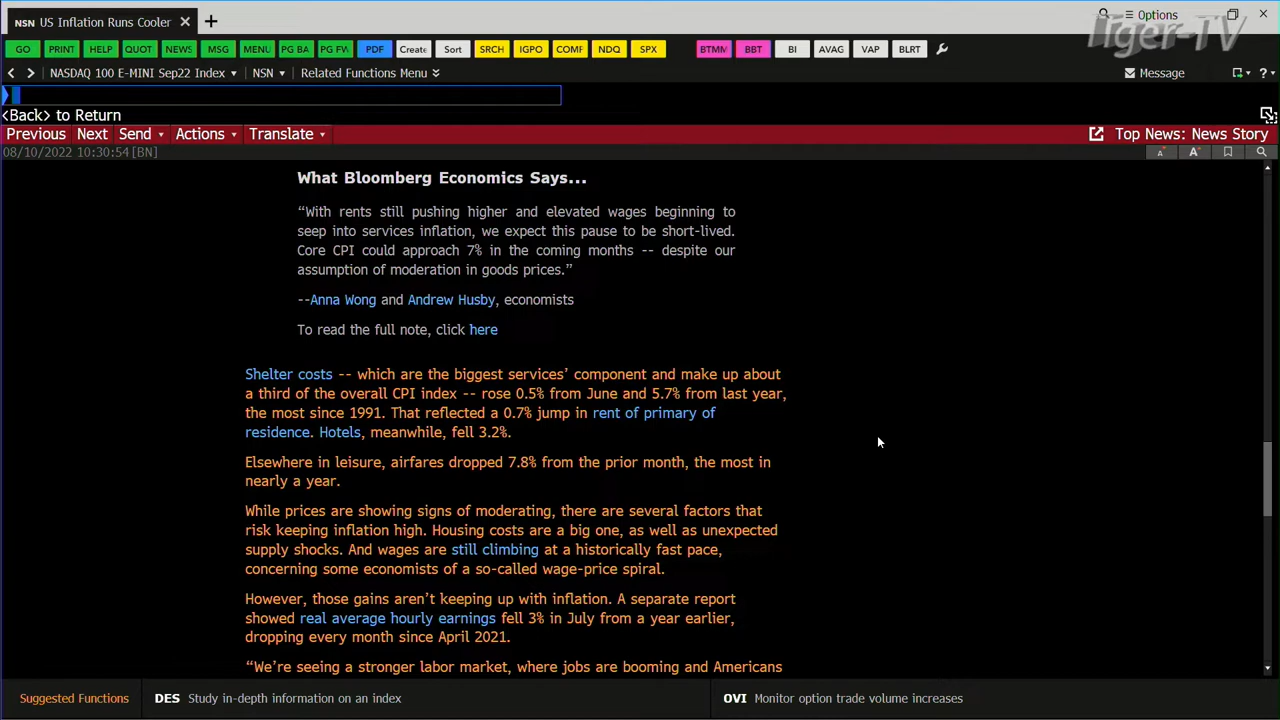 NSN US Inflation Runs Cooler
Options
Tiger-TV
GO PRINT HELP QUOT NEWS MSG MENU PG BA PG FW PDF Create Sort SRCH IGPO COMF NDQ SPX BTMM BBT BI AVAG VAP BLRT
NASDAQ 100 E-MINI Sep22 Index NSN Related Functions Menu Message ?
<Back> to Return
Previous Next Send Actions Translate Top News: News Story
08/10/2022 10:30:54 [BN] A A
What Bloomberg Economics Says...
“With rents still pushing higher and elevated wages beginning to
seep into services inflation, we expect this pause to be short-lived.
Core CPI could approach 7% in the coming months -- despite our
assumption of moderation in goods prices.”
--Anna Wong and Andrew Husby, economists
To read the full note, click here
Shelter costs -- which are the biggest services’ component and make up about
a third of the overall CPI index -- rose 0.5% from June and 5.7% from last year,
the most since 1991. That reflected a 0.7% jump in rent of primary of
residence. Hotels, meanwhile, fell 3.2%.
Elsewhere in leisure, airfares dropped 7.8% from the prior month, the most in
nearly a year.
While prices are showing signs of moderating, there are several factors that
risk keeping inflation high. Housing costs are a big one, as well as unexpected
supply shocks. And wages are still climbing at a historically fast pace,
concerning some economists of a so-called wage-price spiral.
However, those gains aren’t keeping up with inflation. A separate report
showed real average hourly earnings fell 3% in July from a year earlier,
dropping every month since April 2021.
“We’re seeing a stronger labor market, where jobs are booming and Americans
Suggested Functions DES Study in-depth information on an index OVI Monitor option trade volume increases